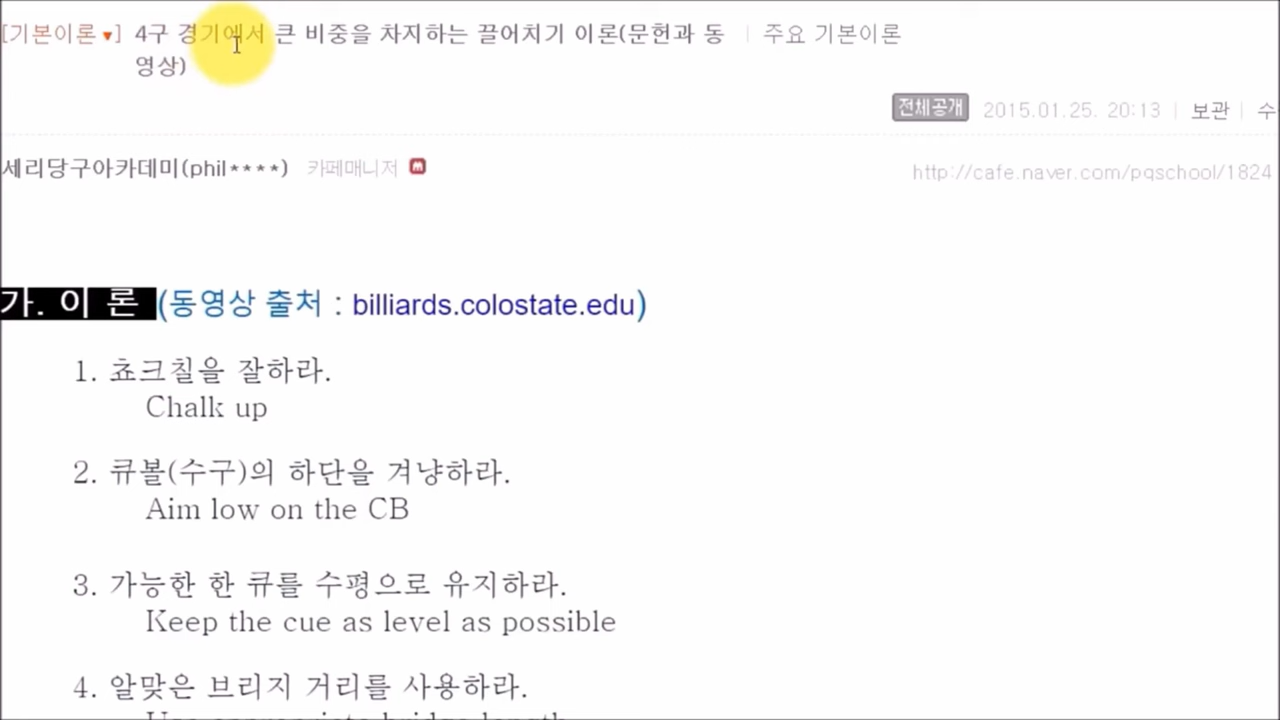 [기본이론▼] 4구 경기에서 큰 비중을 차지하는 끌어치기 이론(문헌과 동 | 주요 기본이론
영상)
전체공개 2015.01.25. 20:13 | 보관 | 수
세리당구아카데미(phil****) 카페매니저
http://cafe.naver.com/pqschool/1824
가. 이 론 (동영상 출처 : billiards.colostate.edu)
1. 쵸크칠을 잘하라.
Chalk up
2. 큐볼(수구)의 하단을 겨냥하라.
Aim low on the CB
3. 가능한 한 큐를 수평으로 유지하라.
Keep the cue as level as possible
4. 알맞은 브리지 거리를 사용하라.
Use appropriate bridge length